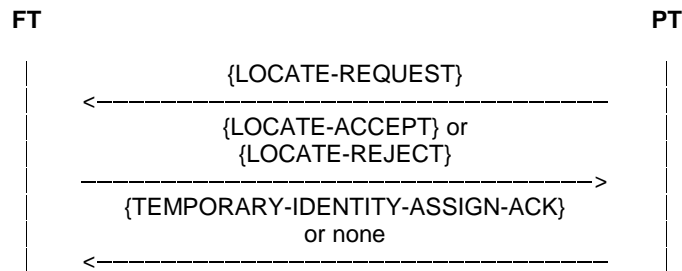 FT PT
{LOCATE-REQUEST}
{LOCATE-ACCEPT} or
{LOCATE-REJECT}
{TEMPORARY-IDENTITY-ASSIGN-ACK}
or none